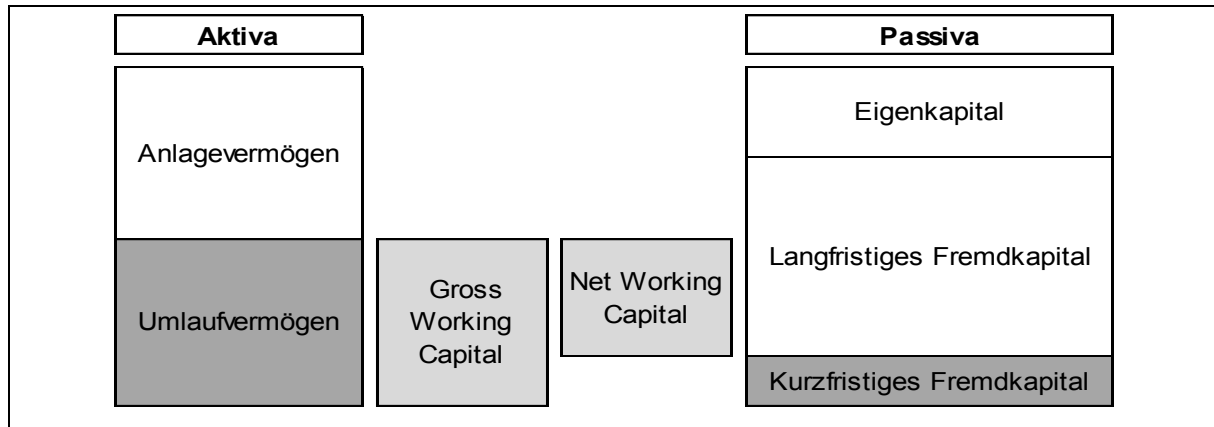 Aktiva
Passiva
Anlagevermögen
Umlaufvermögen
Gross
Working
Capital
Net Working
Capital
Eigenkapital
Langfristiges Fremdkapital
Kurzfristiges Fremdkapital